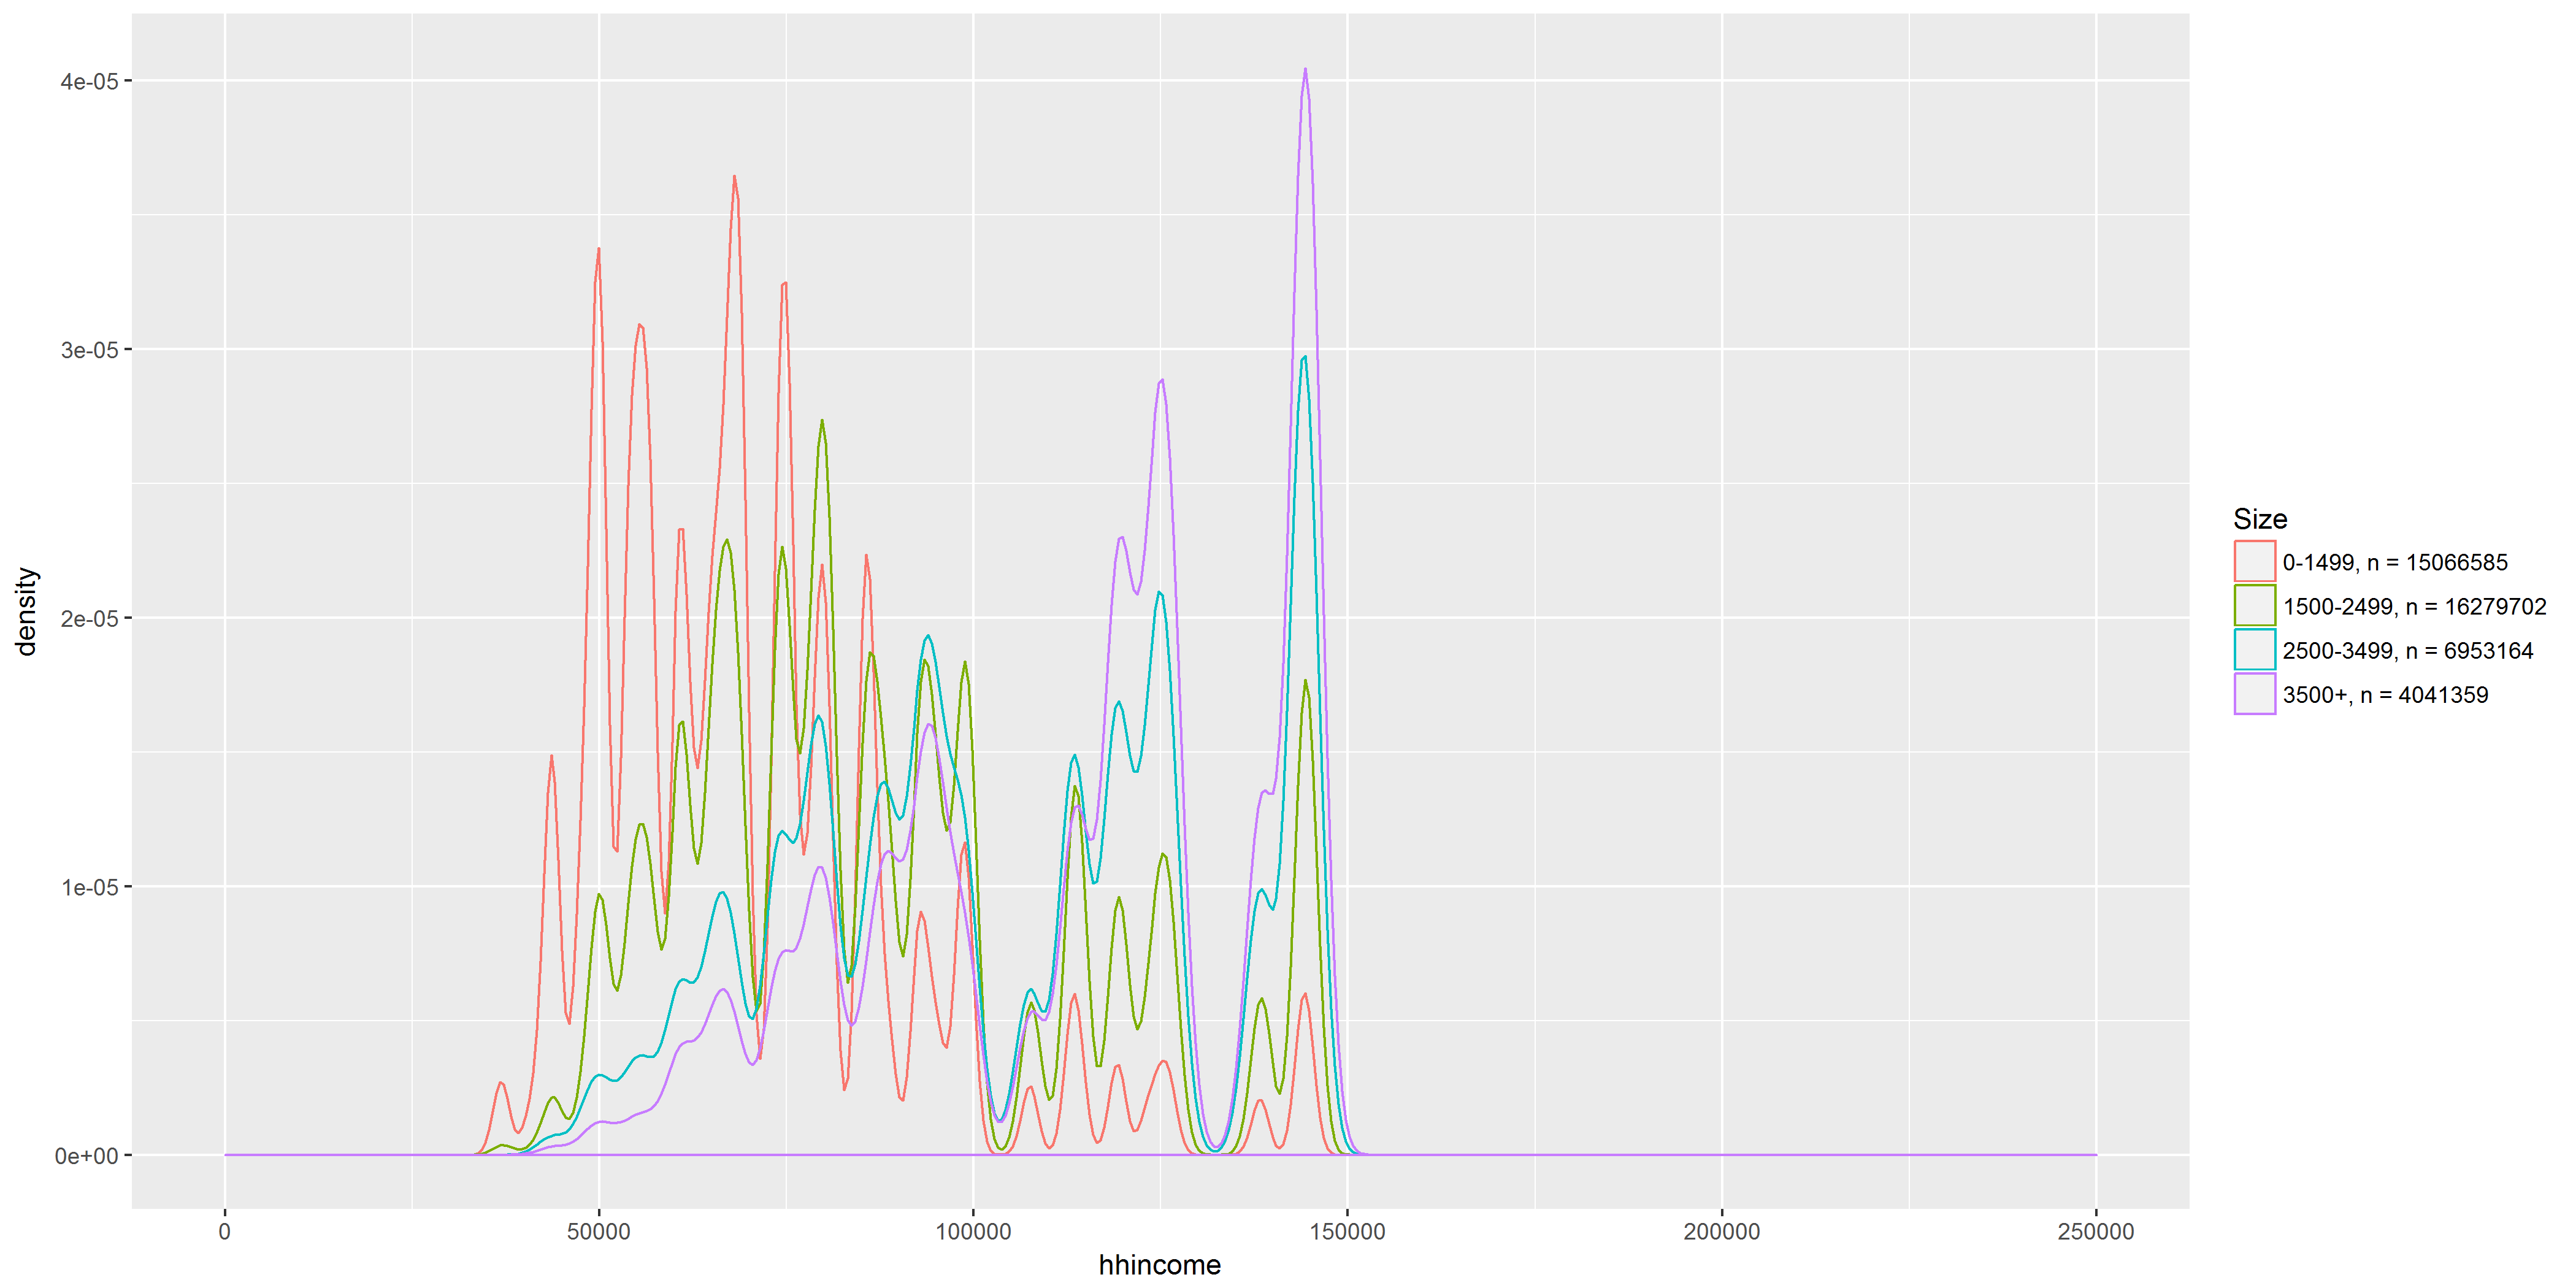 4e-05
3e-05
2e-05
1e-05
0e+00
density
0 50000 100000 150000 200000 250000
hhincome
Size
0-1499, n = 15066585
1500-2499, n = 16279702
2500-3499, n = 6953164
3500+, n = 4041359